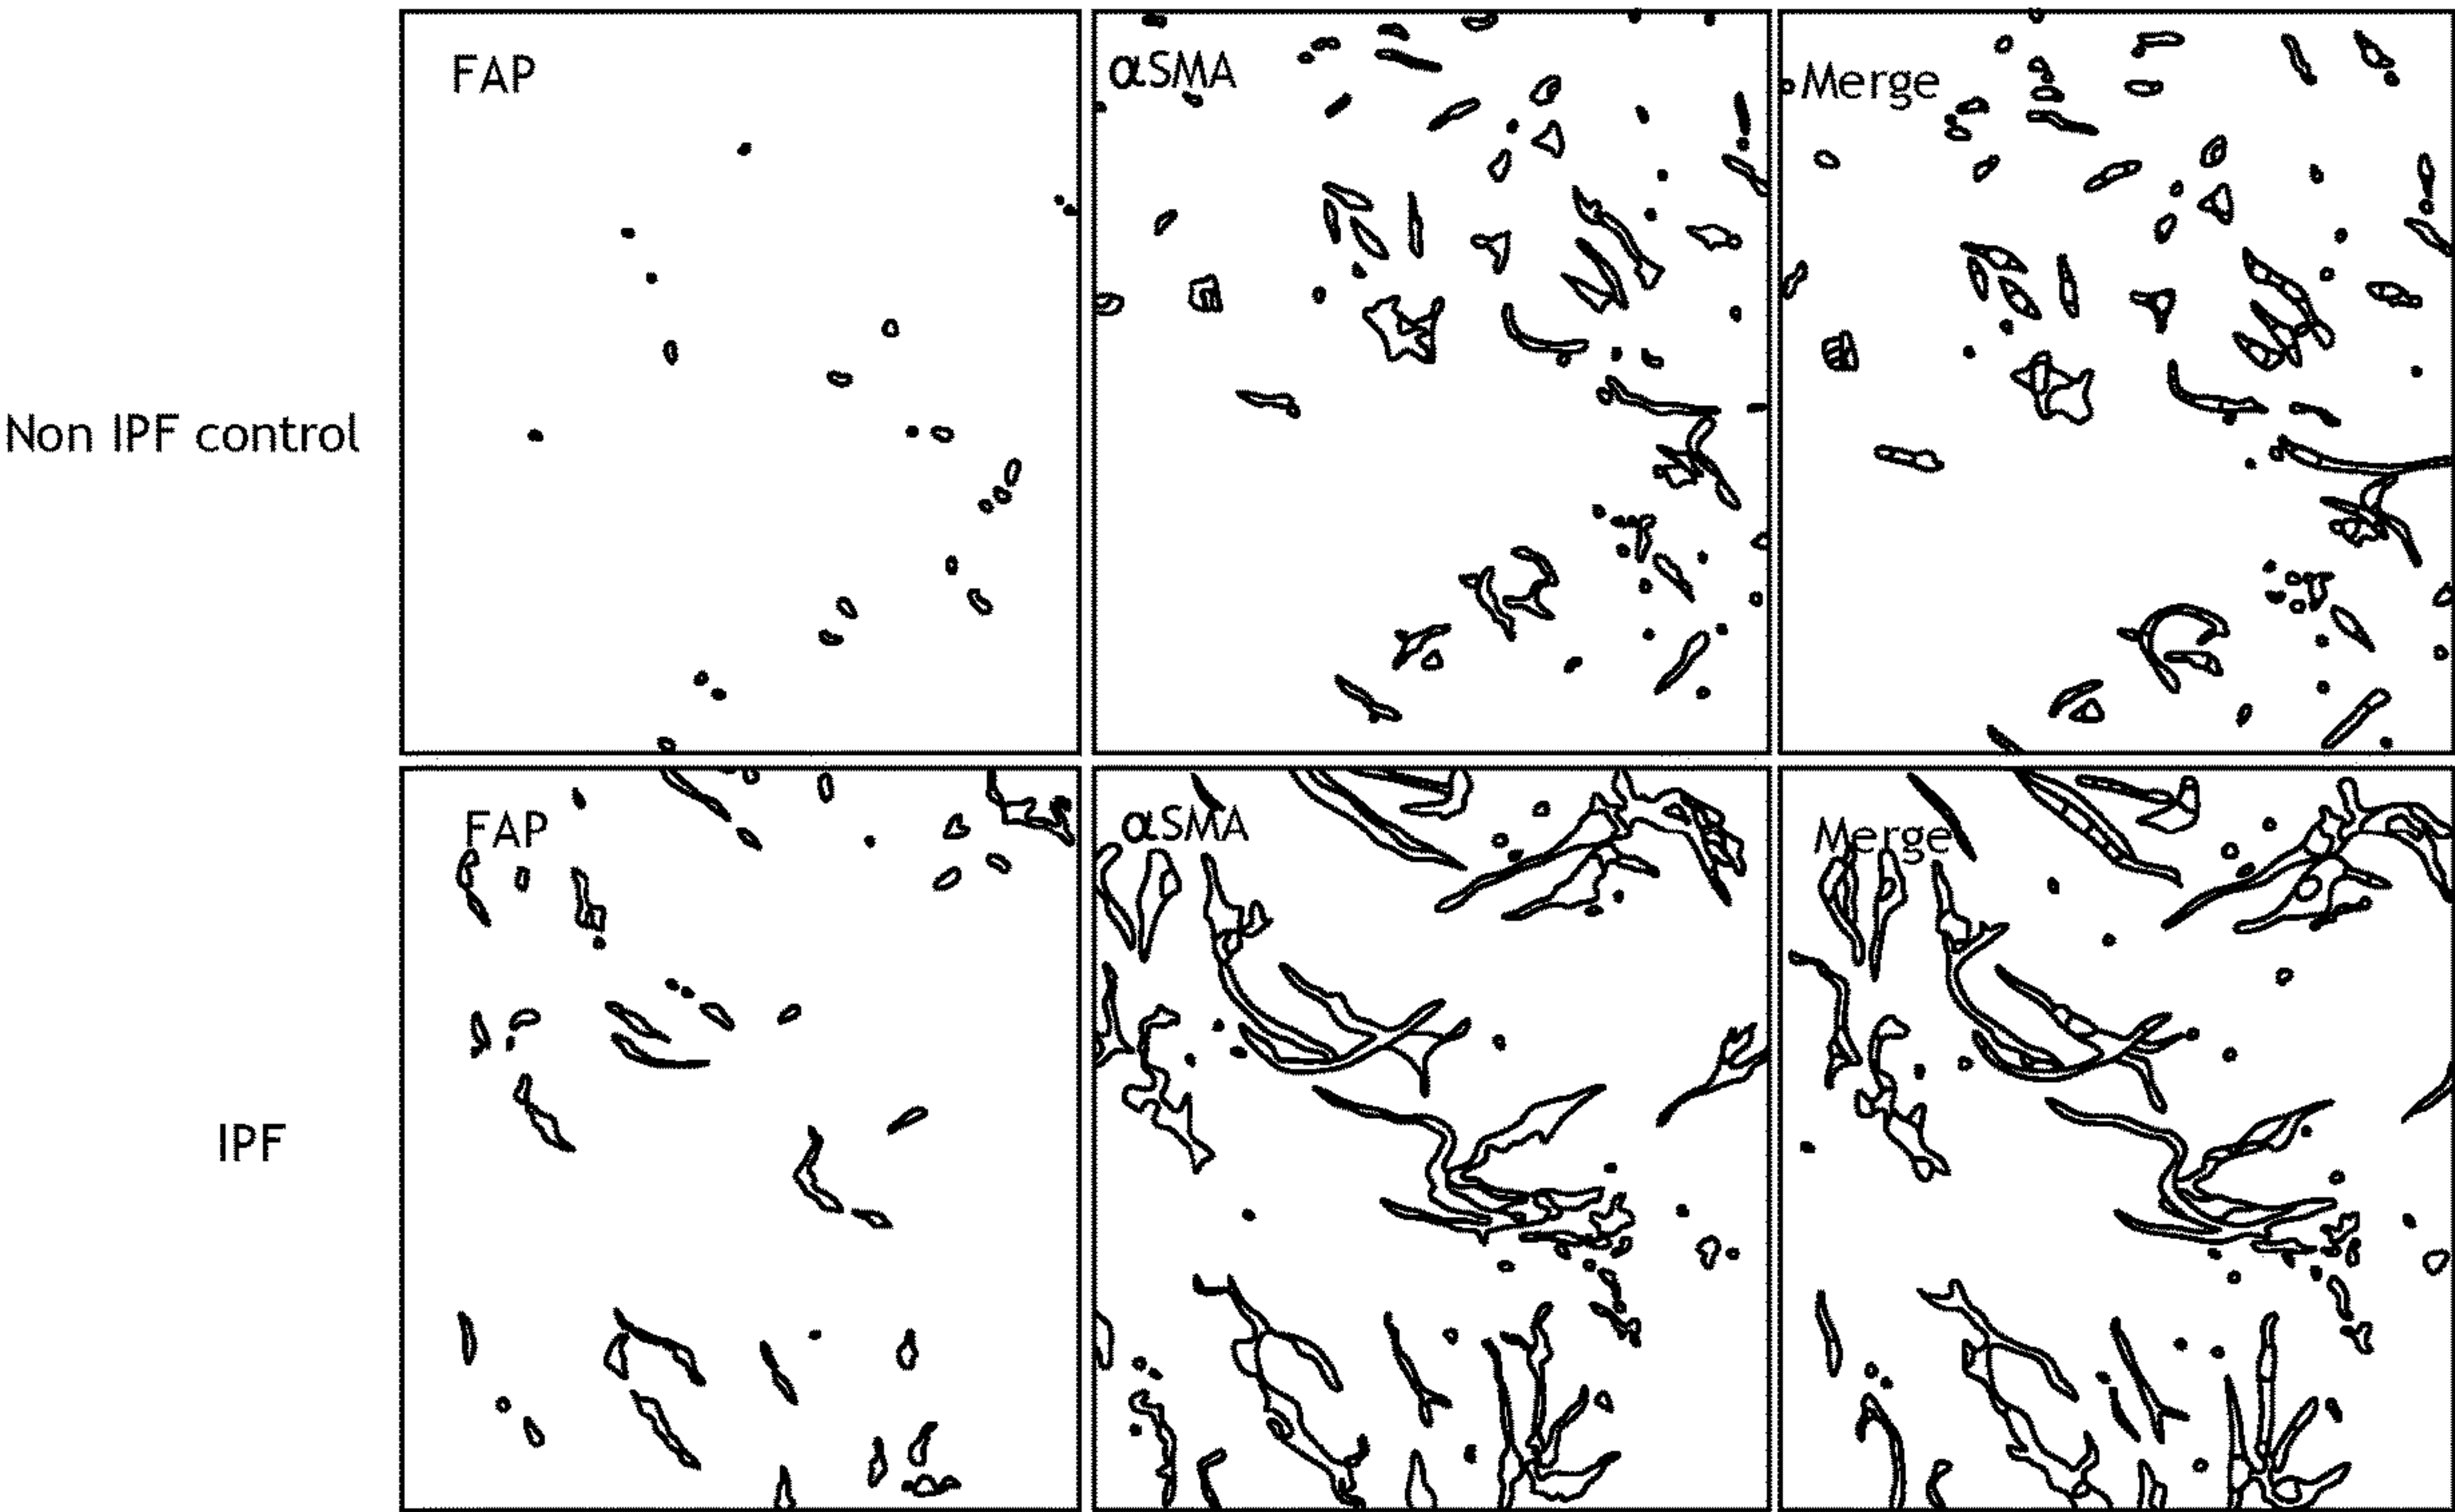 FAP
αSMA
Merge
Non IPF control
FAP
αSMA
Merge
IPF